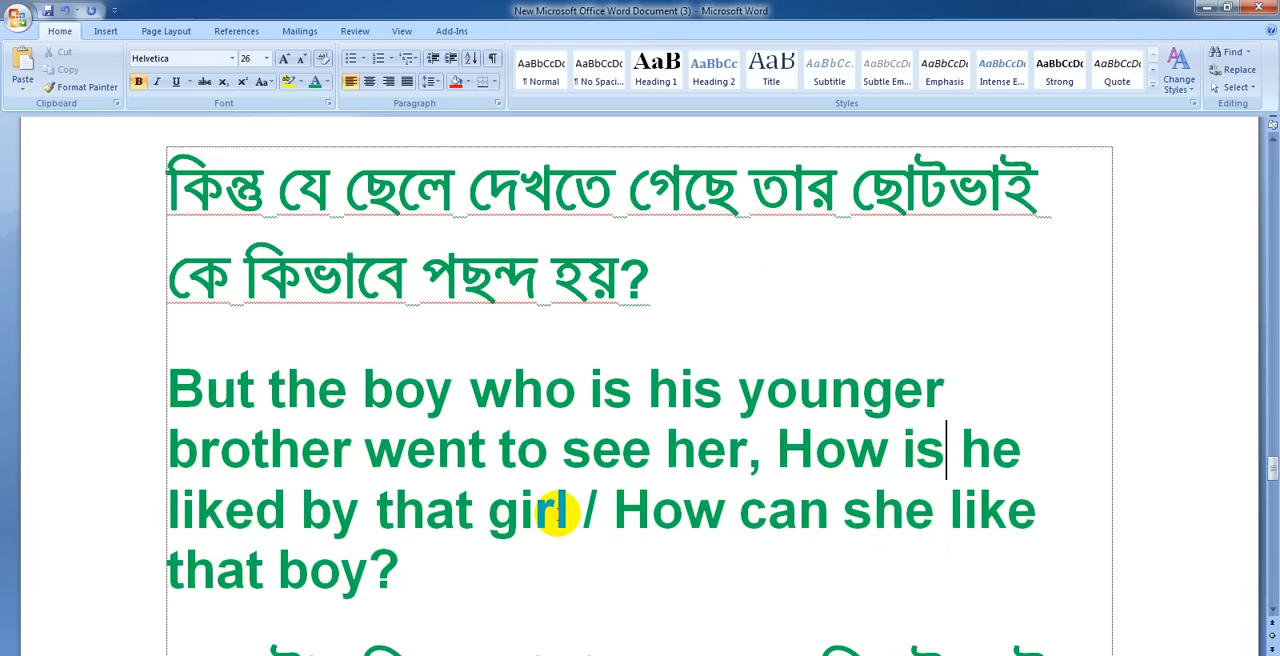 New Microsoft Office Word Document (3) - Microsoft Word
Home Insert Page Layout References Mailings Review View Add-Ins
Cut Helvetica 26 Find
Paste Copy Replace
Format Painter Change Styles Select
AaBbCcDc AaBbCcDc AaB AaBbCc AaB AaBbCc. AaBbCcDc AaBbCcDc AaBbCcDc AaBbCcDc AaBbCcDc
¶ Normal ¶ No Spaci... Heading 1 Heading 2 Title Subtitle Subtle Em... Emphasis Intense E... Strong Quote
Clipboard Font Paragraph Styles Editing
কিন্তু যে ছেলে দেখতে গেছে তার ছোটভাই
কে কিভাবে পছন্দ হয়?
But the boy who is his younger
brother went to see her, How is he
liked by that girl / How can she like
that boy?